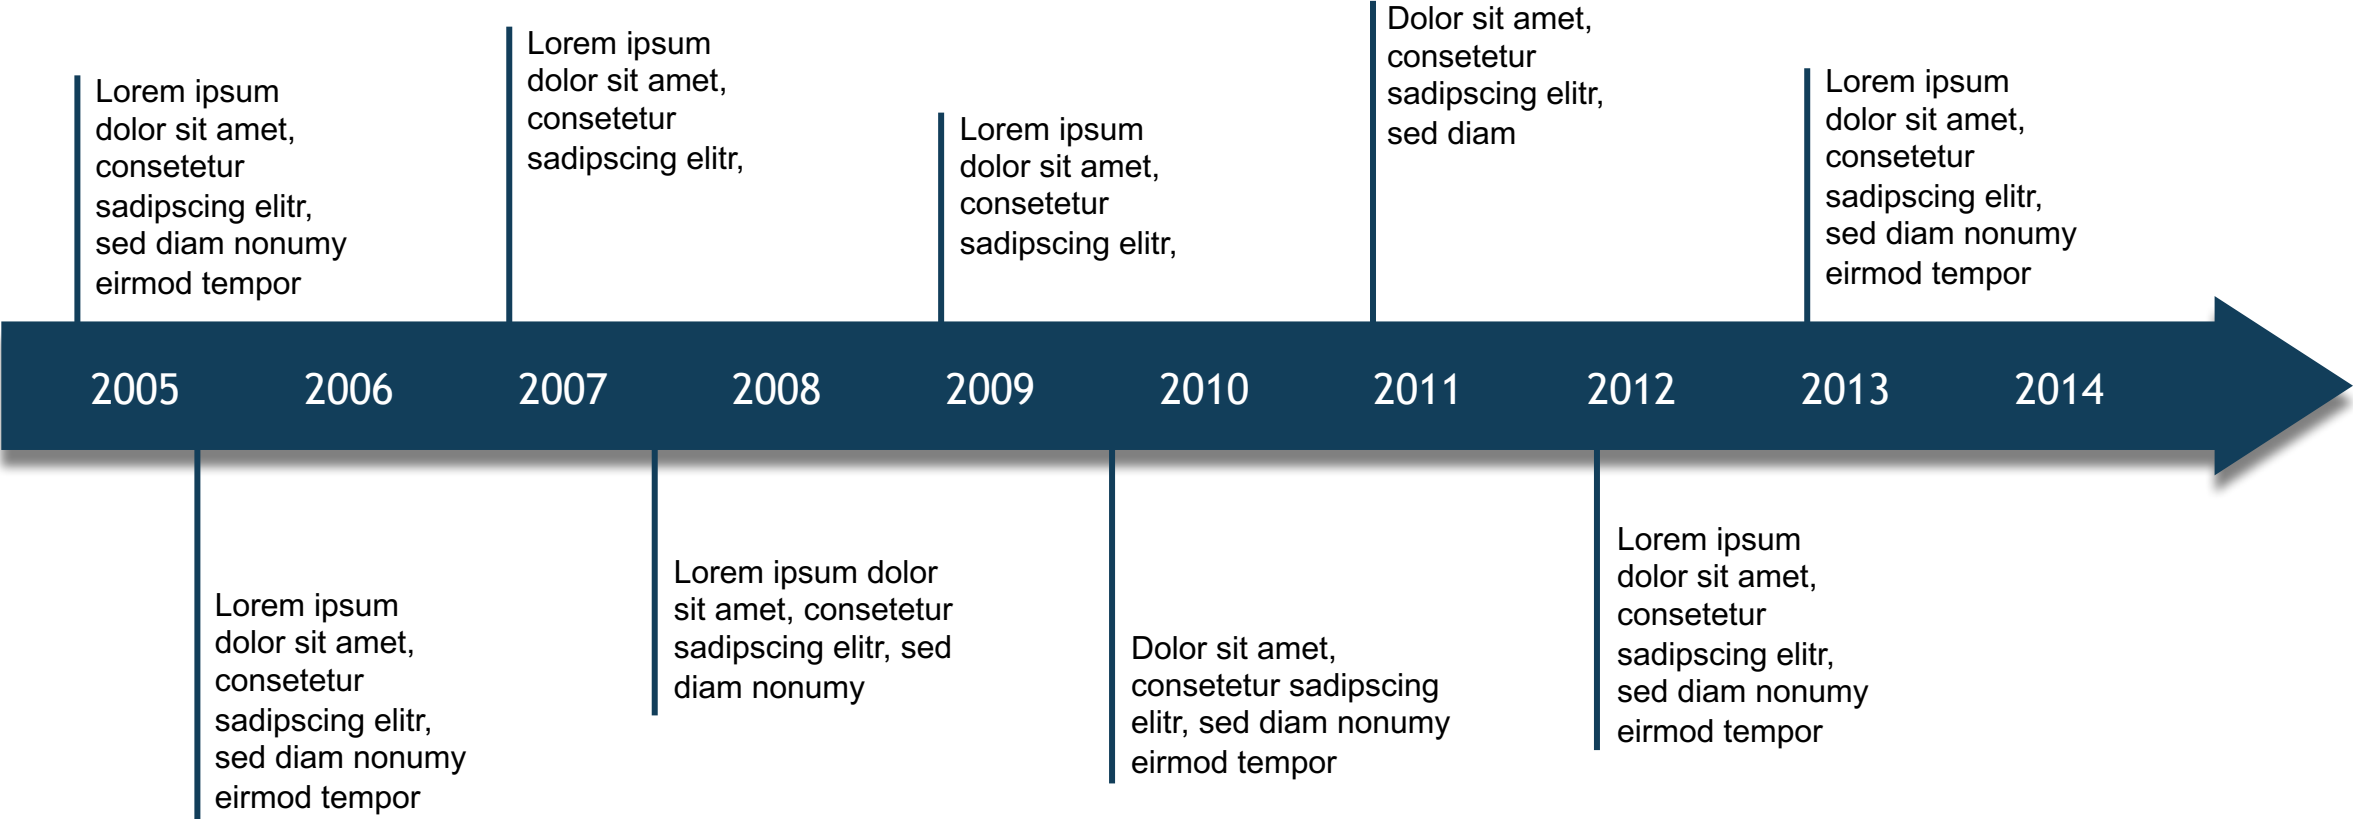 Lorem ipsum
dolor sit amet,
consetetur
sadipscing elitr,
sed diam nonumy
eirmod tempor
Lorem ipsum
dolor sit amet,
consetetur
sadipscing elitr,
Lorem ipsum
dolor sit amet,
consetetur
sadipscing elitr,
Dolor sit amet,
consetetur
sadipscing elitr,
sed diam
Lorem ipsum
dolor sit amet,
consetetur
sadipscing elitr,
sed diam nonumy
eirmod tempor
2005 2006 2007 2008 2009 2010 2011 2012 2013 2014
Lorem ipsum
dolor sit amet,
consetetur
sadipscing elitr,
sed diam nonumy
eirmod tempor
Lorem ipsum dolor
sit amet, consetetur
sadipscing elitr, sed
diam nonumy
Dolor sit amet,
consetetur sadipscing
elitr, sed diam nonumy
eirmod tempor
Lorem ipsum
dolor sit amet,
consetetur
sadipscing elitr,
sed diam nonumy
eirmod tempor